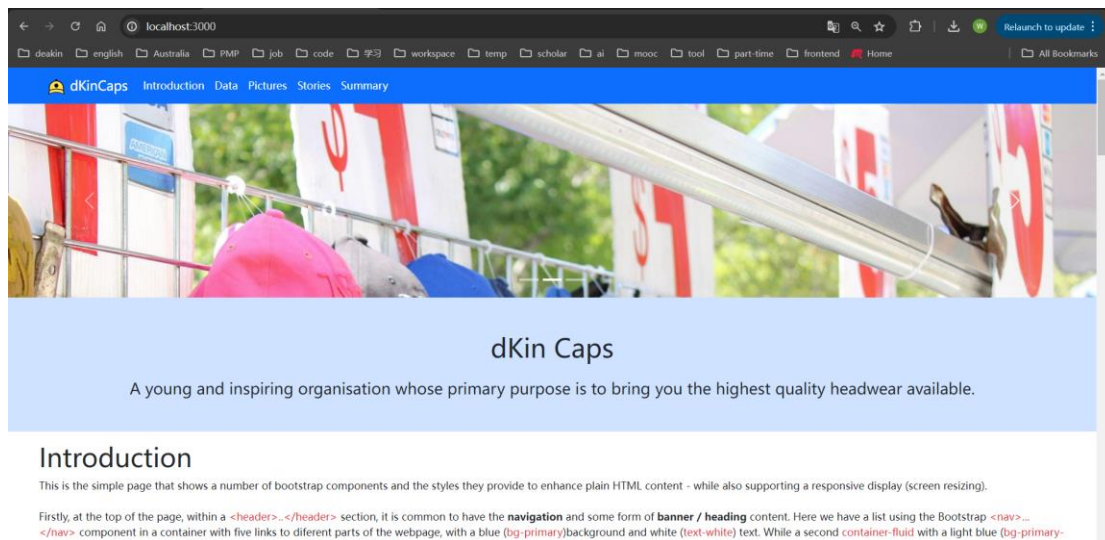 localhost:3000
W
Relaunch to update
deakin english Australia PMP job code 学习 workspace temp scholar ai mooc tool part-time frontend Home All Bookmarks
dKinCaps Introduction Data Pictures Stories Summary
dKin Caps
A young and inspiring organisation whose primary purpose is to bring you the highest quality headwear available.
Introduction
This is the simple page that shows a number of bootstrap components and the styles they provide to enhance plain HTML content - while also supporting a responsive display (screen resizing).
Firstly, at the top of the page, within a <header>..</header> section, it is common to have the navigation and some form of banner / heading content. Here we have a list using the Bootstrap <nav>...
</nav> component in a container with five links to diferent parts of the webpage, with a blue (bg-primary)background and white (text-white) text. While a second container-fluid with a light blue (bg-primary-